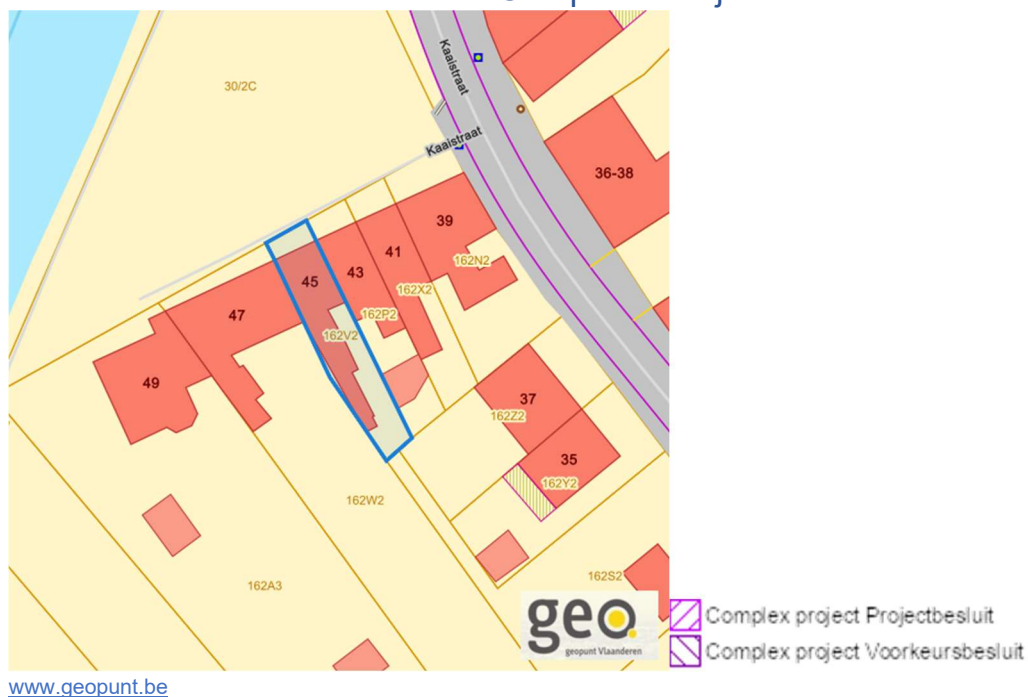 Kaaistraat
30/2C
Kaaistraat
36-38
39
41
162N2
45
43
162X2
47
162P2
162V2
49
37
162Z2
35
162Y2
162W2
162A3
162S2
geo.
geopunt Vlaanderen
Complex project Projectbesluit
Complex project Voorkeursbesluit
www.geopunt.be